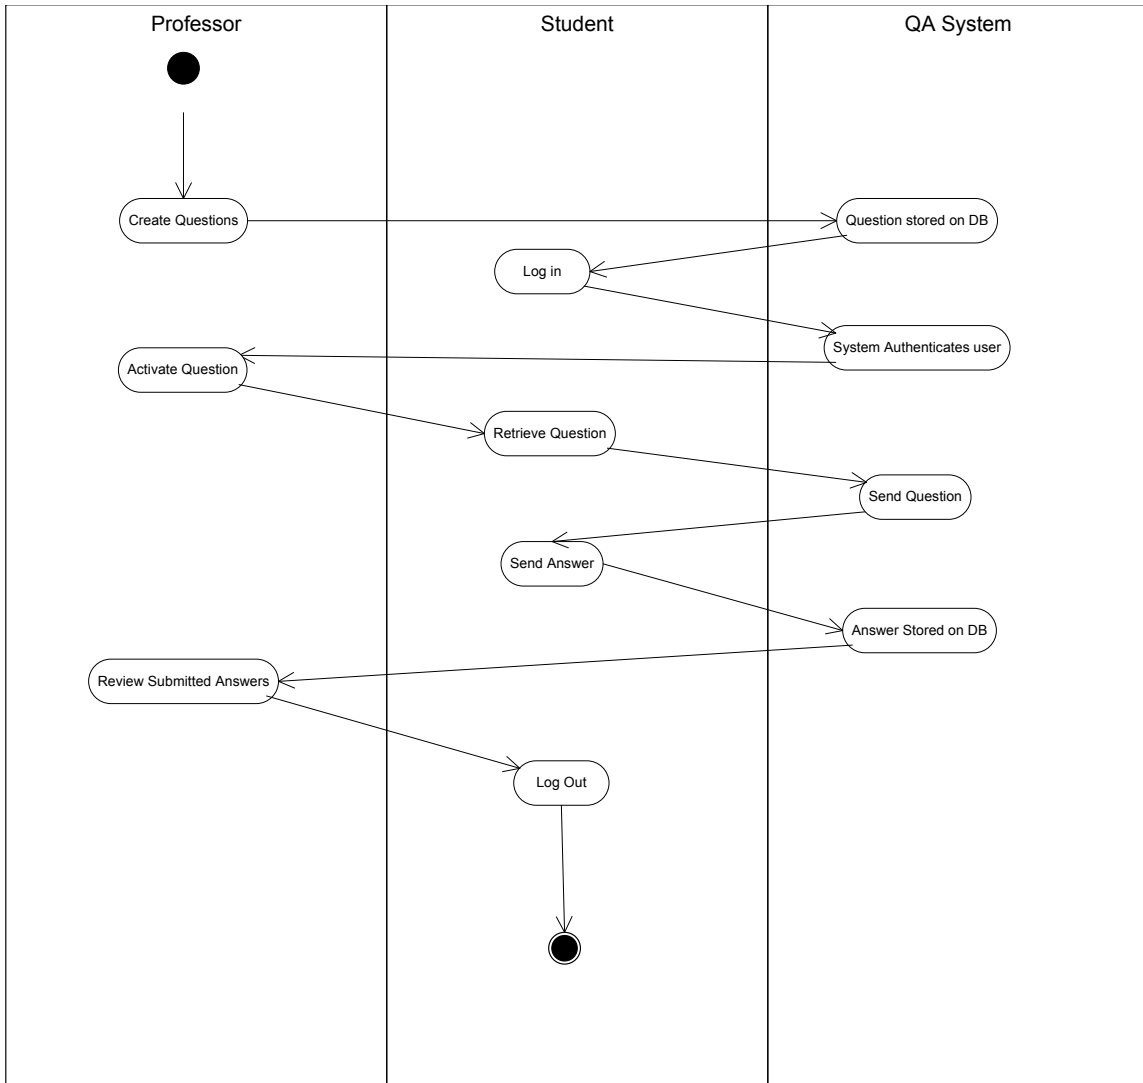 Professor
Student
QA System
Create Questions
Question stored on DB
Log in
System Authenticates user
Activate Question
Retrieve Question
Send Question
Send Answer
Answer Stored on DB
Review Submitted Answers
Log Out